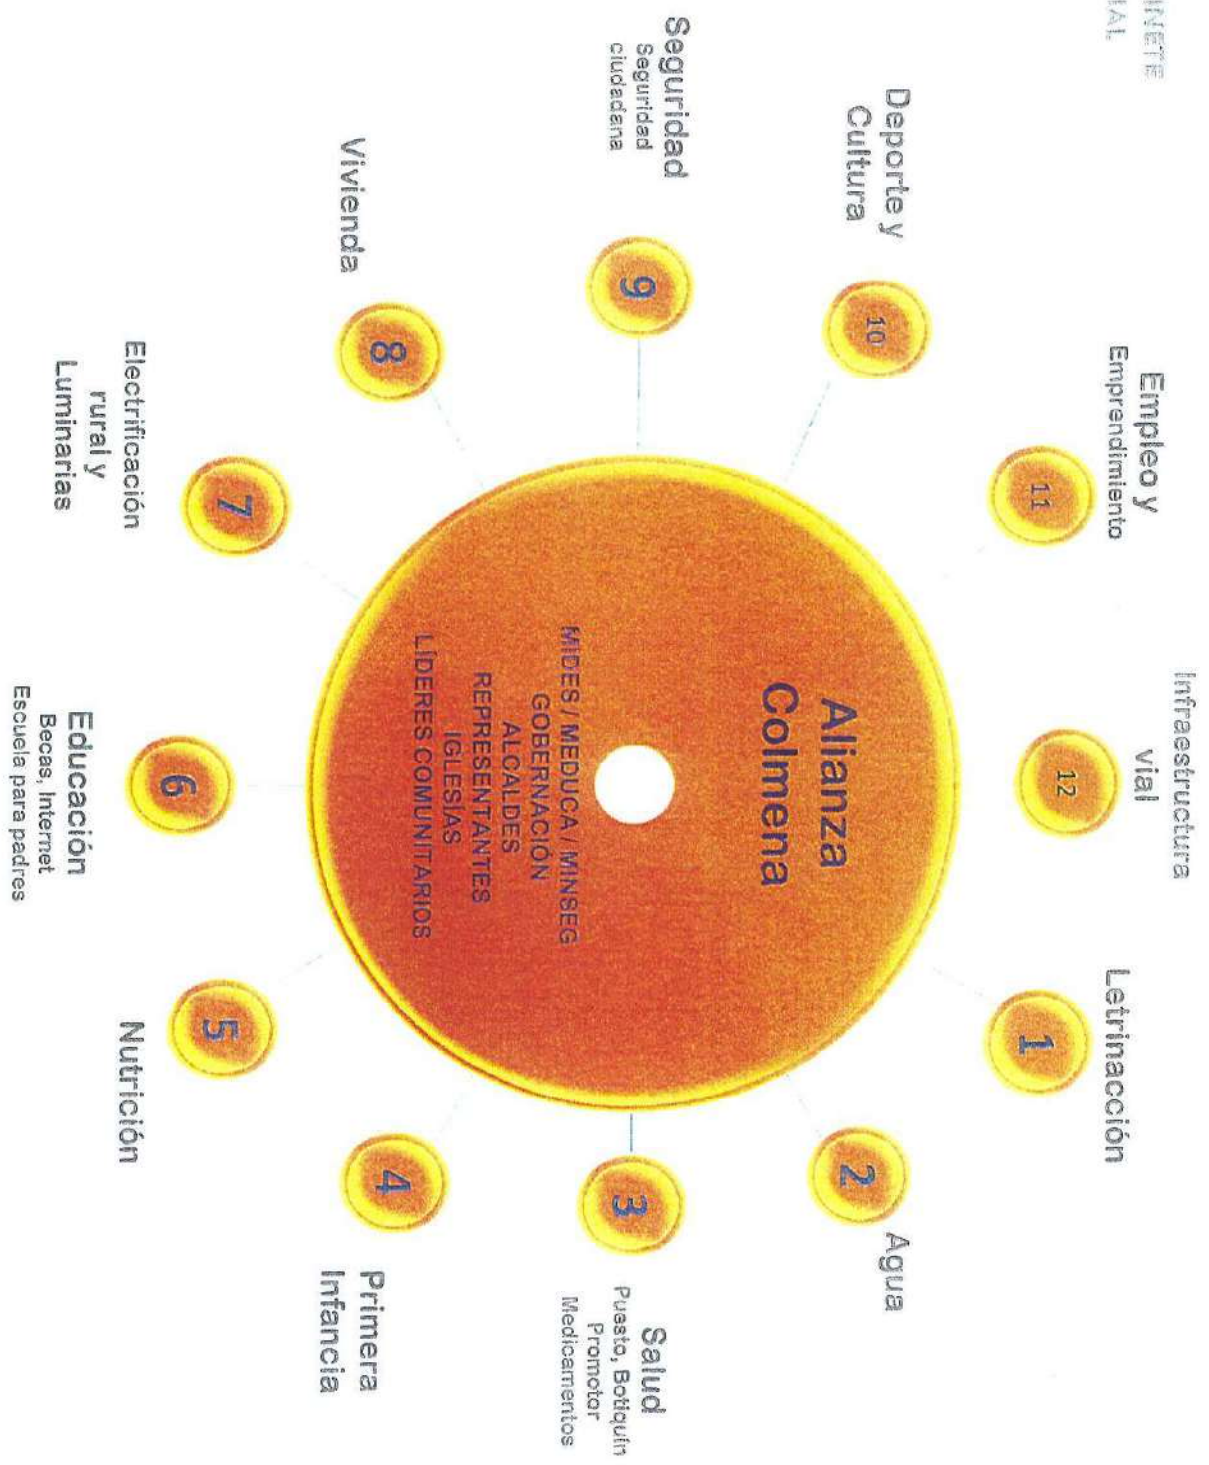 INETE
IAL
Alianza
Colmena
MIDES / MEDUCA / MINSEG
GOBERNACIÓN
ALCALDES
REPRESENTANTES
IGLESIAS
LÍDERES COMUNITARIOS
1
Letrinacción
2
Agua
3
Salud
Puesto, Botiquín
Promotor
Medicamentos
4
Primera
Infancia
5
Nutrición
6
Educación
Becas, Internet
Escuela para padres
7
Electrificación
rural y
Luminarias
8
Vivienda
9
Seguridad
Seguridad
ciudadana
10
Deporte y
Cultura
11
Empleo y
Emprendimiento
12
Infraestructura
vial